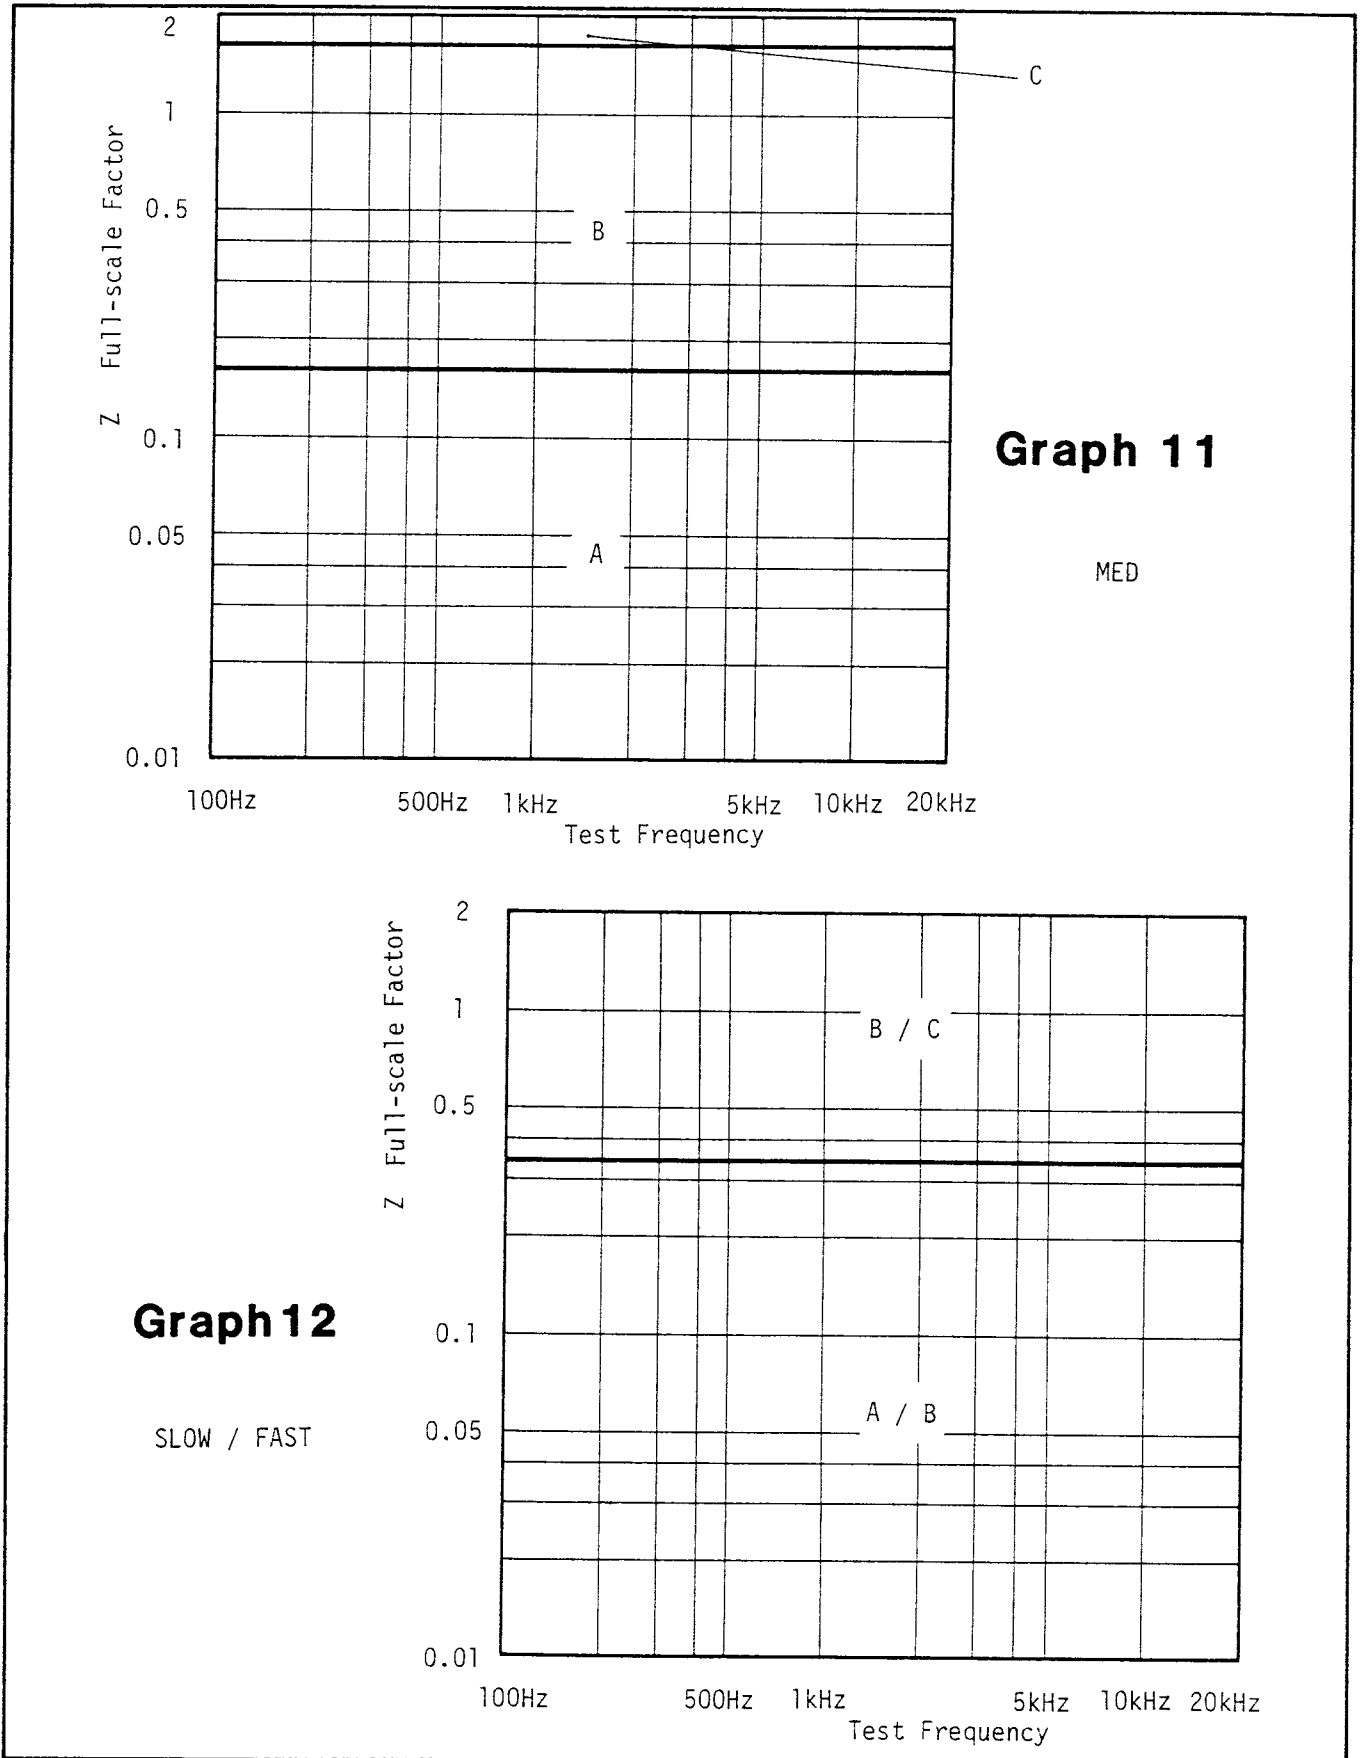 2
C
1
Z Full-scale Factor
0.5
B
0.1
Graph 11
0.05
A
MED
0.01
100Hz 500Hz 1kHz 5kHz 10kHz 20kHz
Test Frequency
2
Z Full-scale Factor
1
B / C
0.5
Graph 12
0.1
A / B
0.05
SLOW / FAST
0.01
100Hz 500Hz 1kHz 5kHz 10kHz 20kHz
Test Frequency